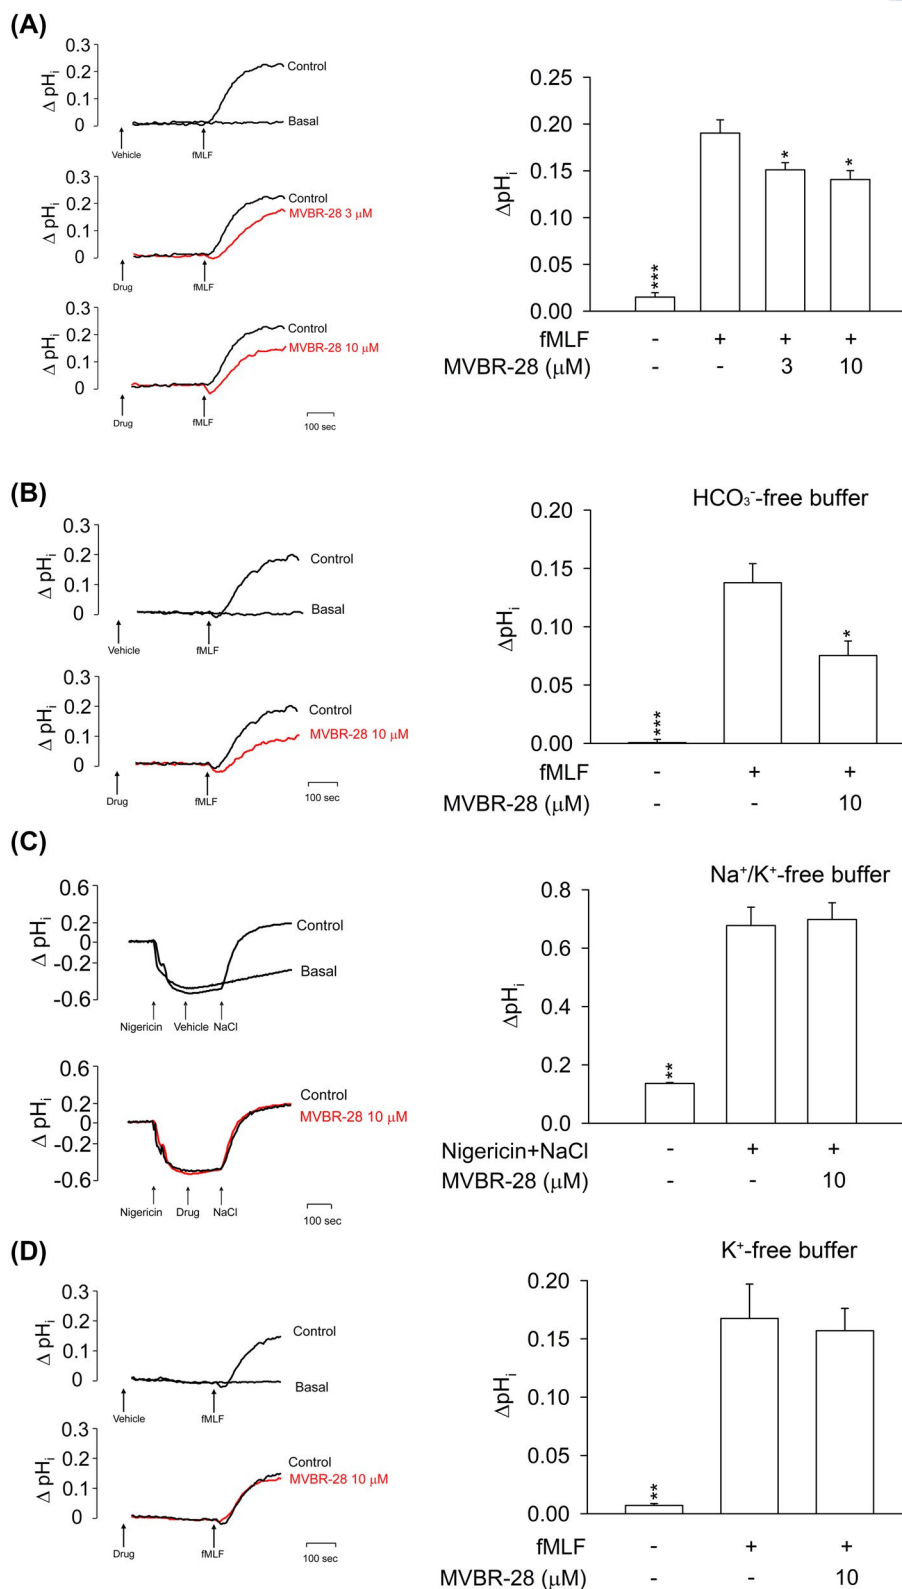 (A)
0.3
0.2
0.1
0
Δ pHi
Control
Basal
Vehicle
fMLF
0.3
0.2
0.1
0
Δ pHi
Control
MVBR-28 3 μM
Drug
fMLF
0.3
0.2
0.1
0
Δ pHi
Control
MVBR-28 10 μM
Drug
fMLF
100 sec
0.25
0.20
0.15
0.10
0.05
0.00
ΔpHi
***
*
*
fMLF - + + +
MVBR-28 (μM) - - 3 10
(B)
0.3
0.2
0.1
0
Δ pHi
Control
Basal
Vehicle
fMLF
0.3
0.2
0.1
0
Δ pHi
Control
MVBR-28 10 μM
Drug
fMLF
100 sec
HCO₃⁻-free buffer
0.20
0.15
0.10
0.05
0.00
ΔpHi
***
*
fMLF - + +
MVBR-28 (μM) - - 10
(C)
0.6
0.2
0
-0.2
-0.6
Δ pHi
Control
Basal
Nigericin Vehicle NaCl
0.6
0.2
0
-0.2
-0.6
Δ pHi
Control
MVBR-28 10 μM
Nigericin Drug NaCl
100 sec
Na⁺/K⁺-free buffer
0.8
0.6
0.4
0.2
0.0
ΔpHi
**
Nigericin+NaCl - + +
MVBR-28 (μM) - - 10
(D)
0.3
0.2
0.1
0
Δ pHi
Control
Basal
Vehicle
fMLF
0.3
0.2
0.1
0
Δ pHi
Control
MVBR-28 10 μM
Drug
fMLF
100 sec
K⁺-free buffer
0.20
0.15
0.10
0.05
0.00
ΔpHi
**
fMLF - + +
MVBR-28 (μM) - - 10